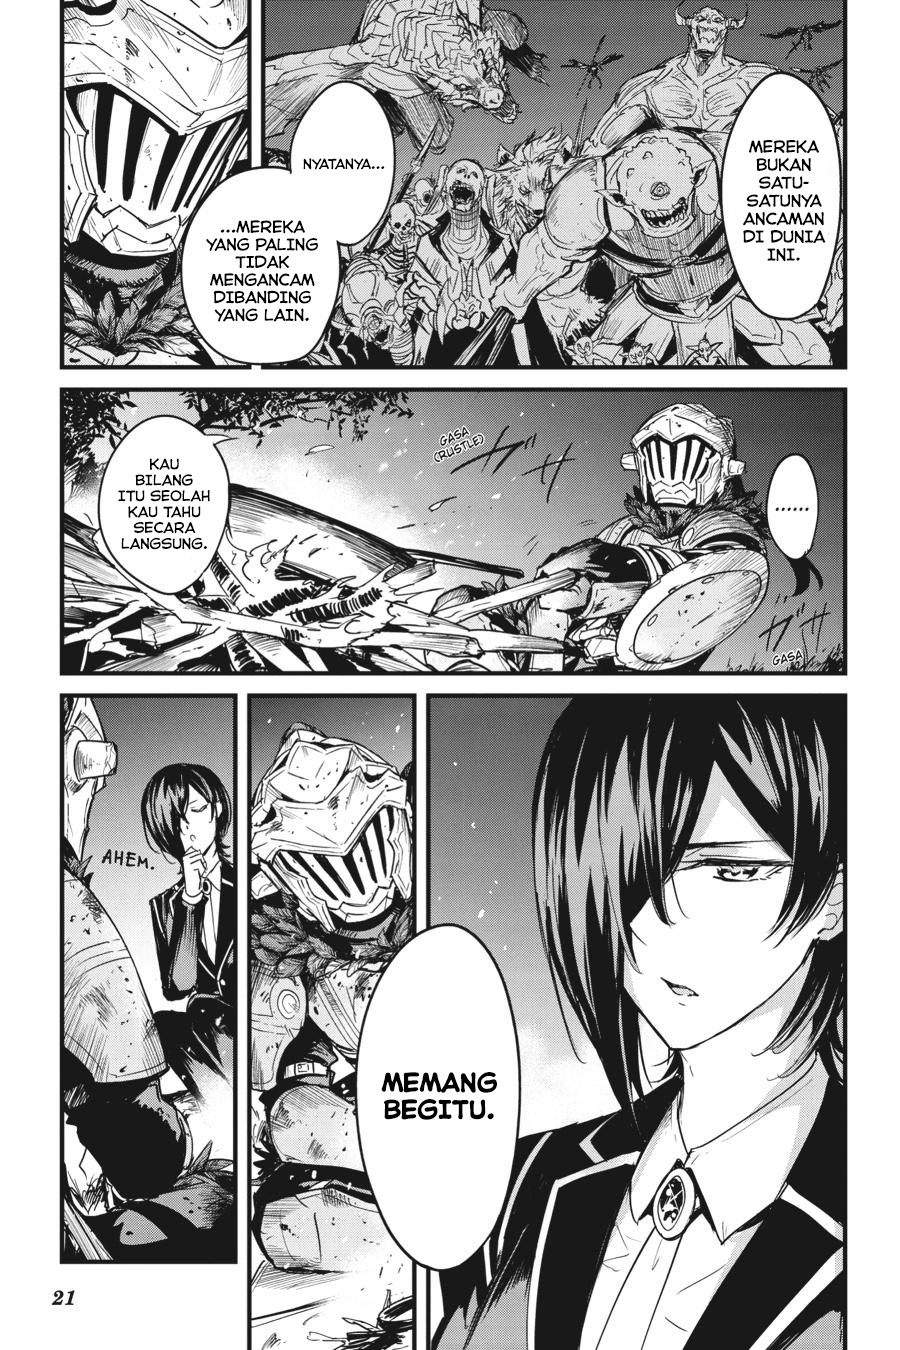 MEREKA
BUKAN
SATU-
SATUNYA
ANCAMAN
DI DUNIA
INI.
NYATANYA...
...MEREKA
YANG PALING
TIDAK
MENGANCAM
DIBANDING
YANG LAIN.
......
GASA
(RUSTLE)
GASA
KAU
BILANG
ITU SEOLAH
KAU TAHU
SECARA
LANGSUNG.
MEMANG
BEGITU.
AHEM.
21